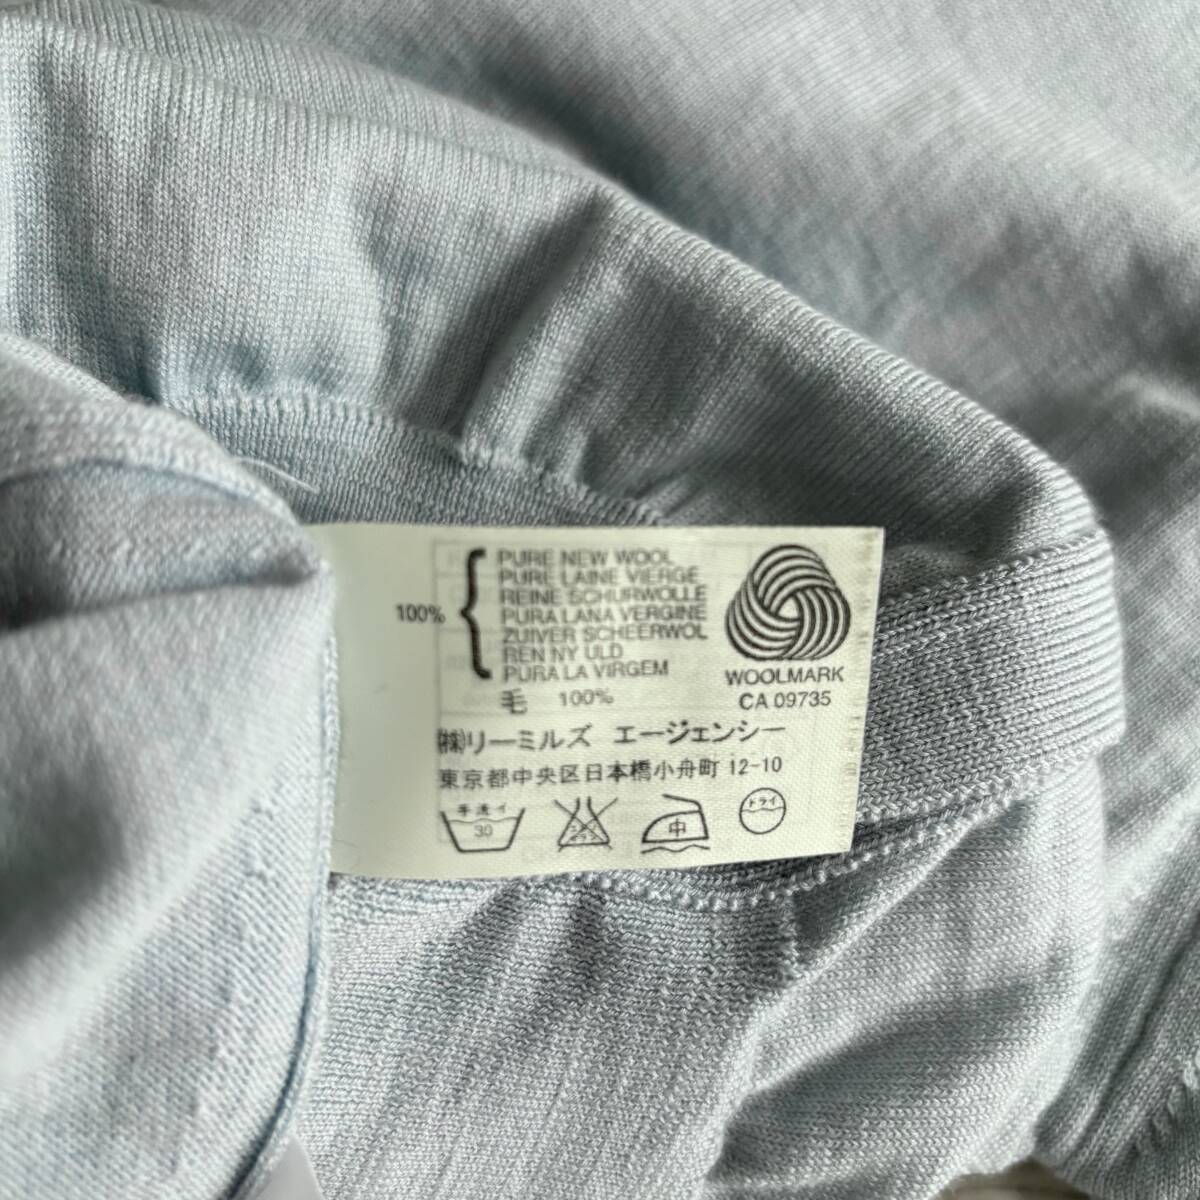 100%
PURE NEW WOOL
PURE LAINE VIERGE
REINE SCHURWOLLE
PURA LANA VERGINE
ZUIVER SCHEERWOL
REN NY ULD
PURA LA VIRGEM
毛 100%
WOOLMARK
CA 09735
㈱リーミルズ エージェンシー
東京都中央区日本橋小舟町 12-10
手洗イ
30
中
ドライ